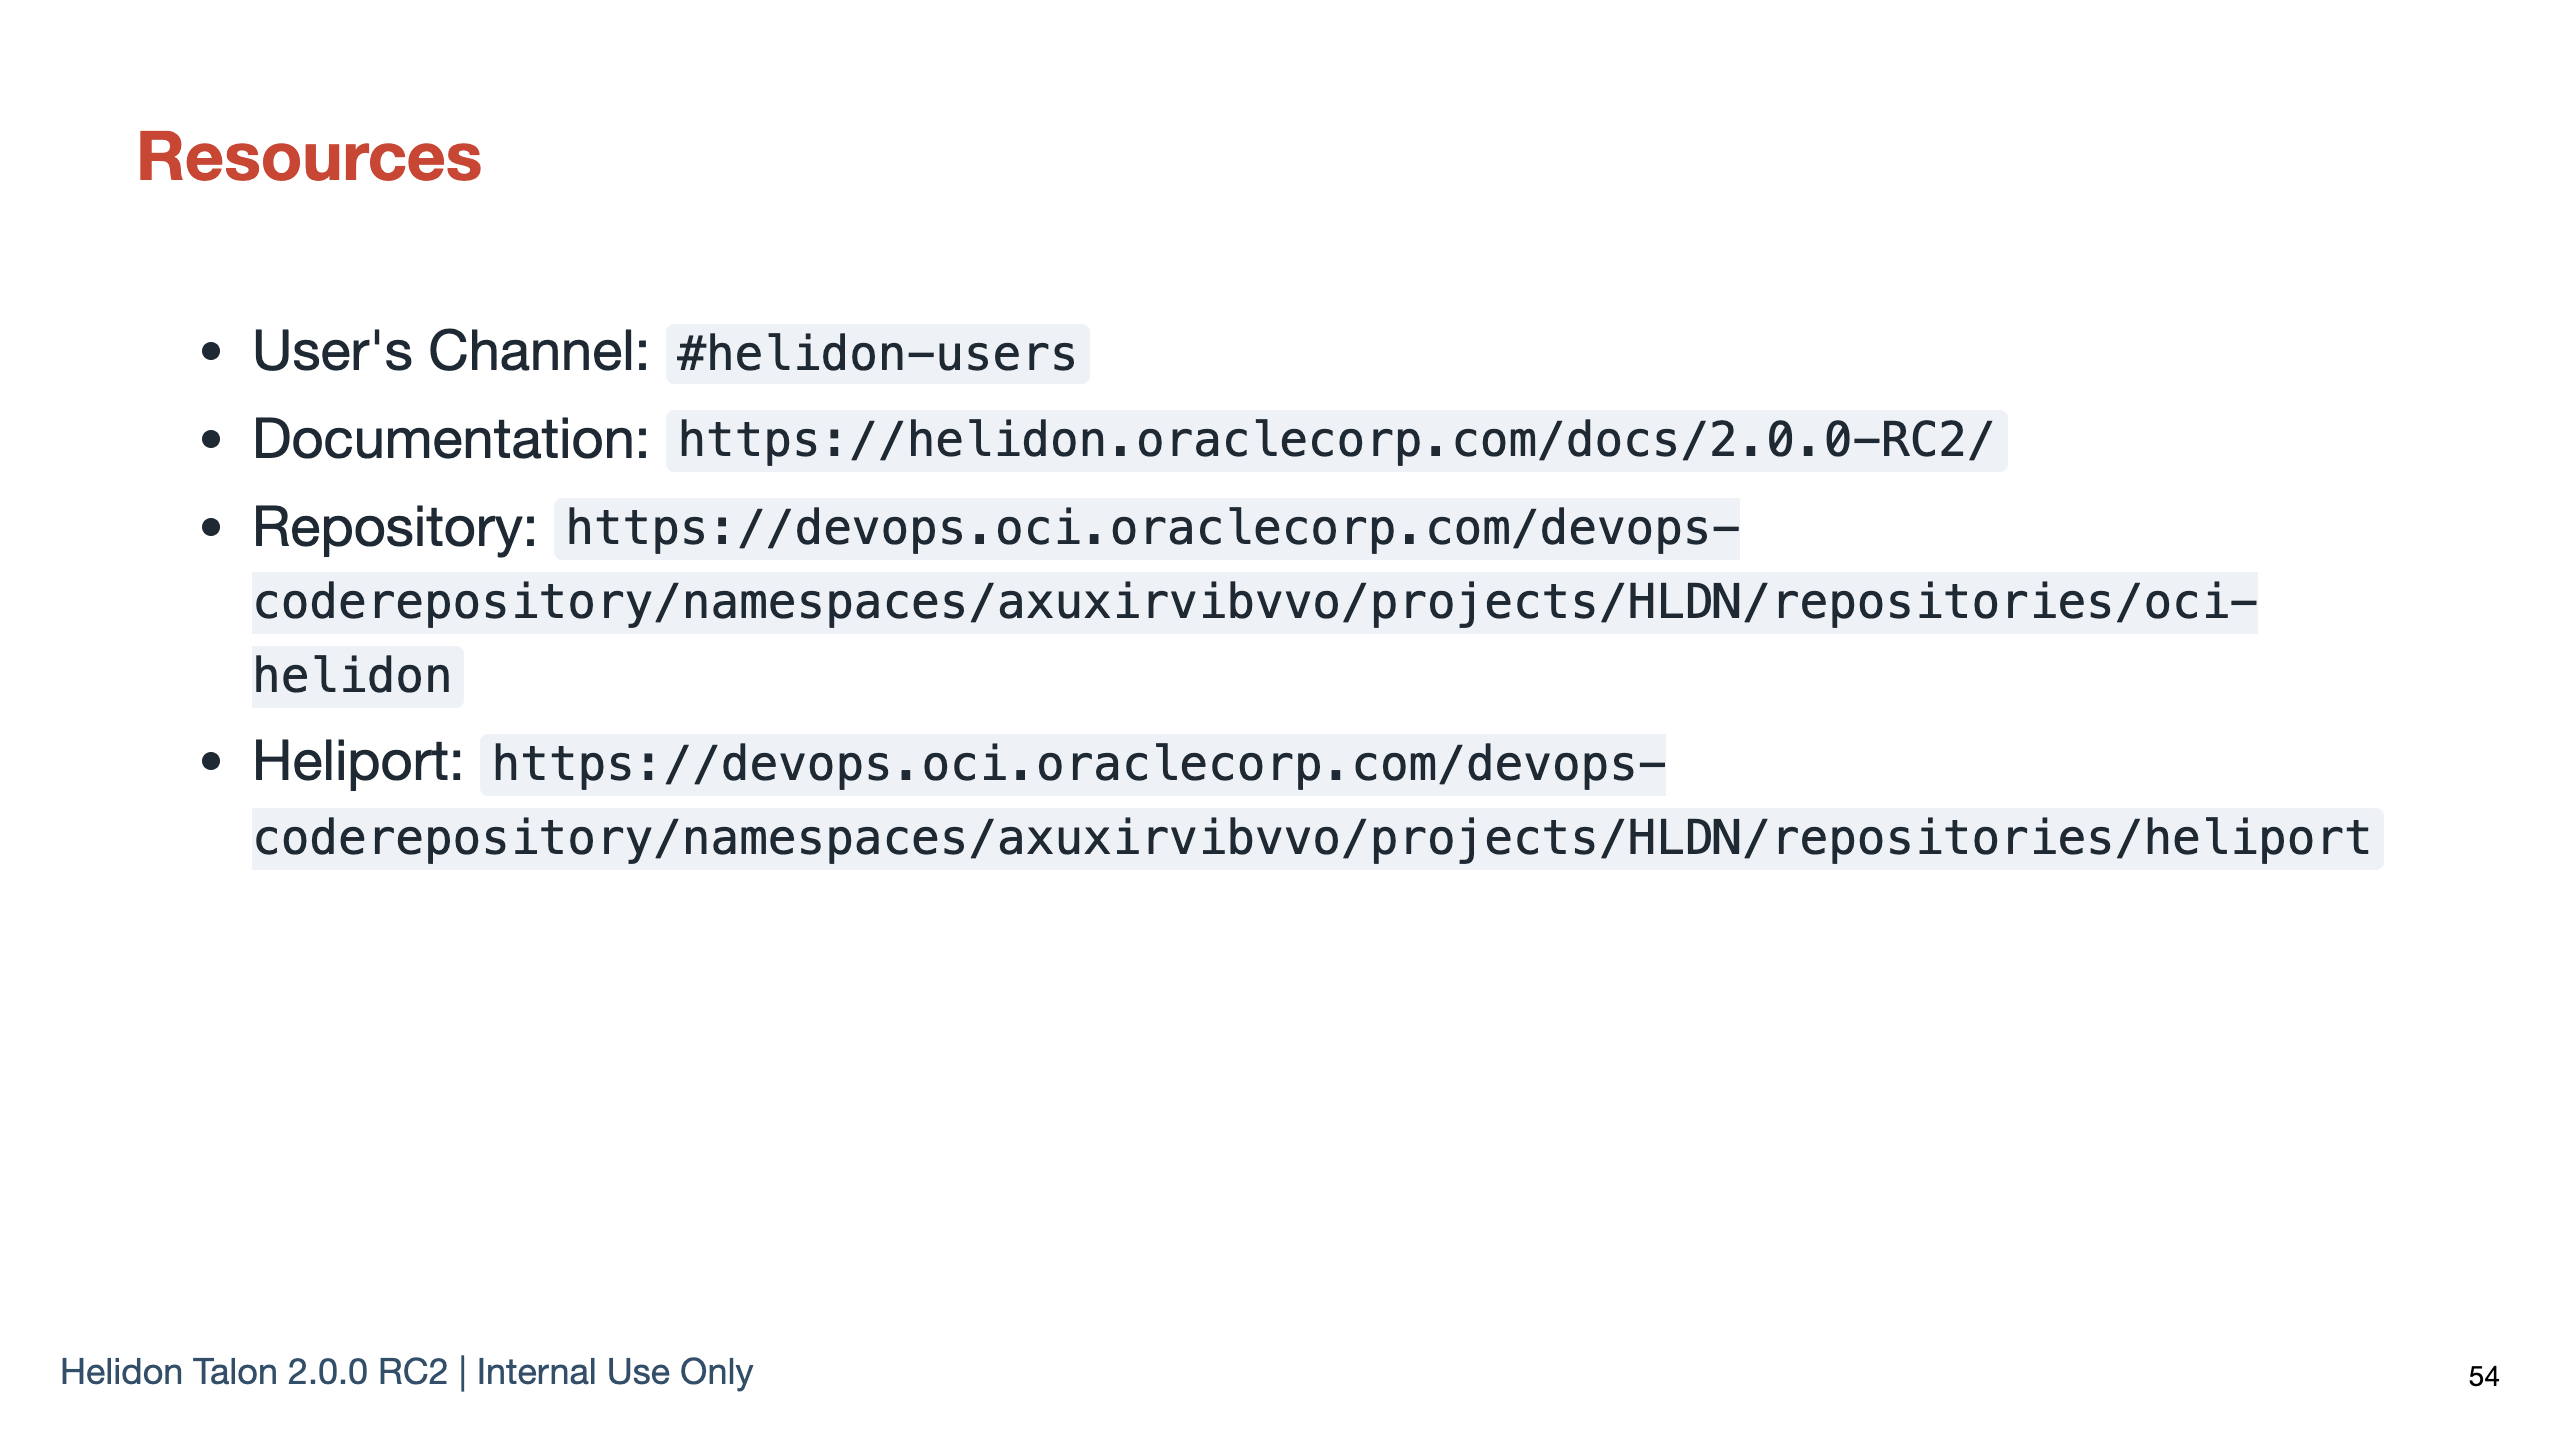 Resources
• User's Channel: #helidon-users
• Documentation: https://helidon.oraclecorp.com/docs/2.0.0-RC2/
• Repository: https://devops.oci.oraclecorp.com/devops-
coderepository/namespaces/axuxirvibvvo/projects/HLDN/repositories/oci-
helidon
• Heliport: https://devops.oci.oraclecorp.com/devops-
coderepository/namespaces/axuxirvibvvo/projects/HLDN/repositories/heliport
Helidon Talon 2.0.0 RC2 | Internal Use Only
54